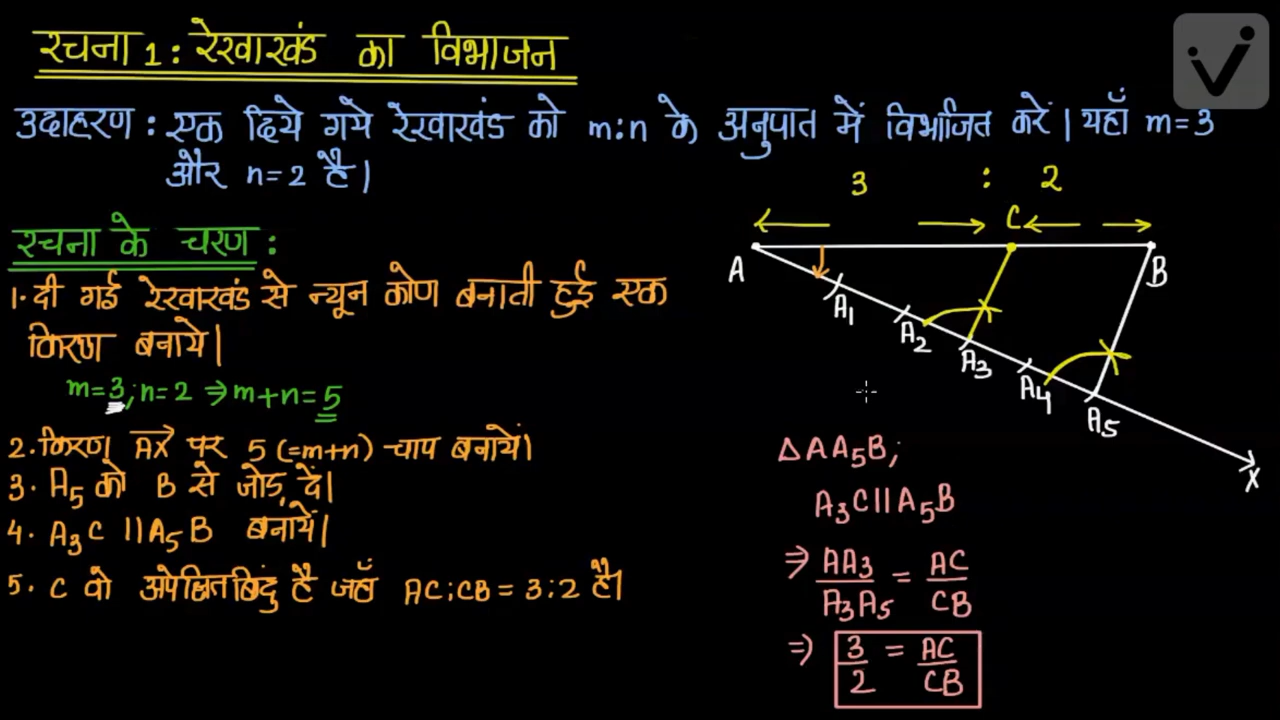 रचना 1 : रेखाखंड का विभाजन
उदाहरण : एक दिये गये रेखाखंड को m:n के अनुपात में विभाजित करें | यहाँ m=3
और n=2 है |
3 : 2
C
A
B
रचना के चरण :
1. दी गई रेखाखंड से न्यून कोण बनाती हुई एक
किरण बनाये |
A1
A2
A3
A4
A5
X
m=3; n=2 ⇒ m+n=5
2. किरण AX→ पर 5 (=m+n)-चाप बनायें |
3. A5 को B से जोड़ दें |
4. A3C || A5B बनायें |
5. C वो अपेक्षित बिंदु है जहाँ AC:CB = 3:2 है |
△AA5B;
A3C || A5B
⇒ AA3/A3A5 = AC/CB
⇒ 3/2 = AC/CB